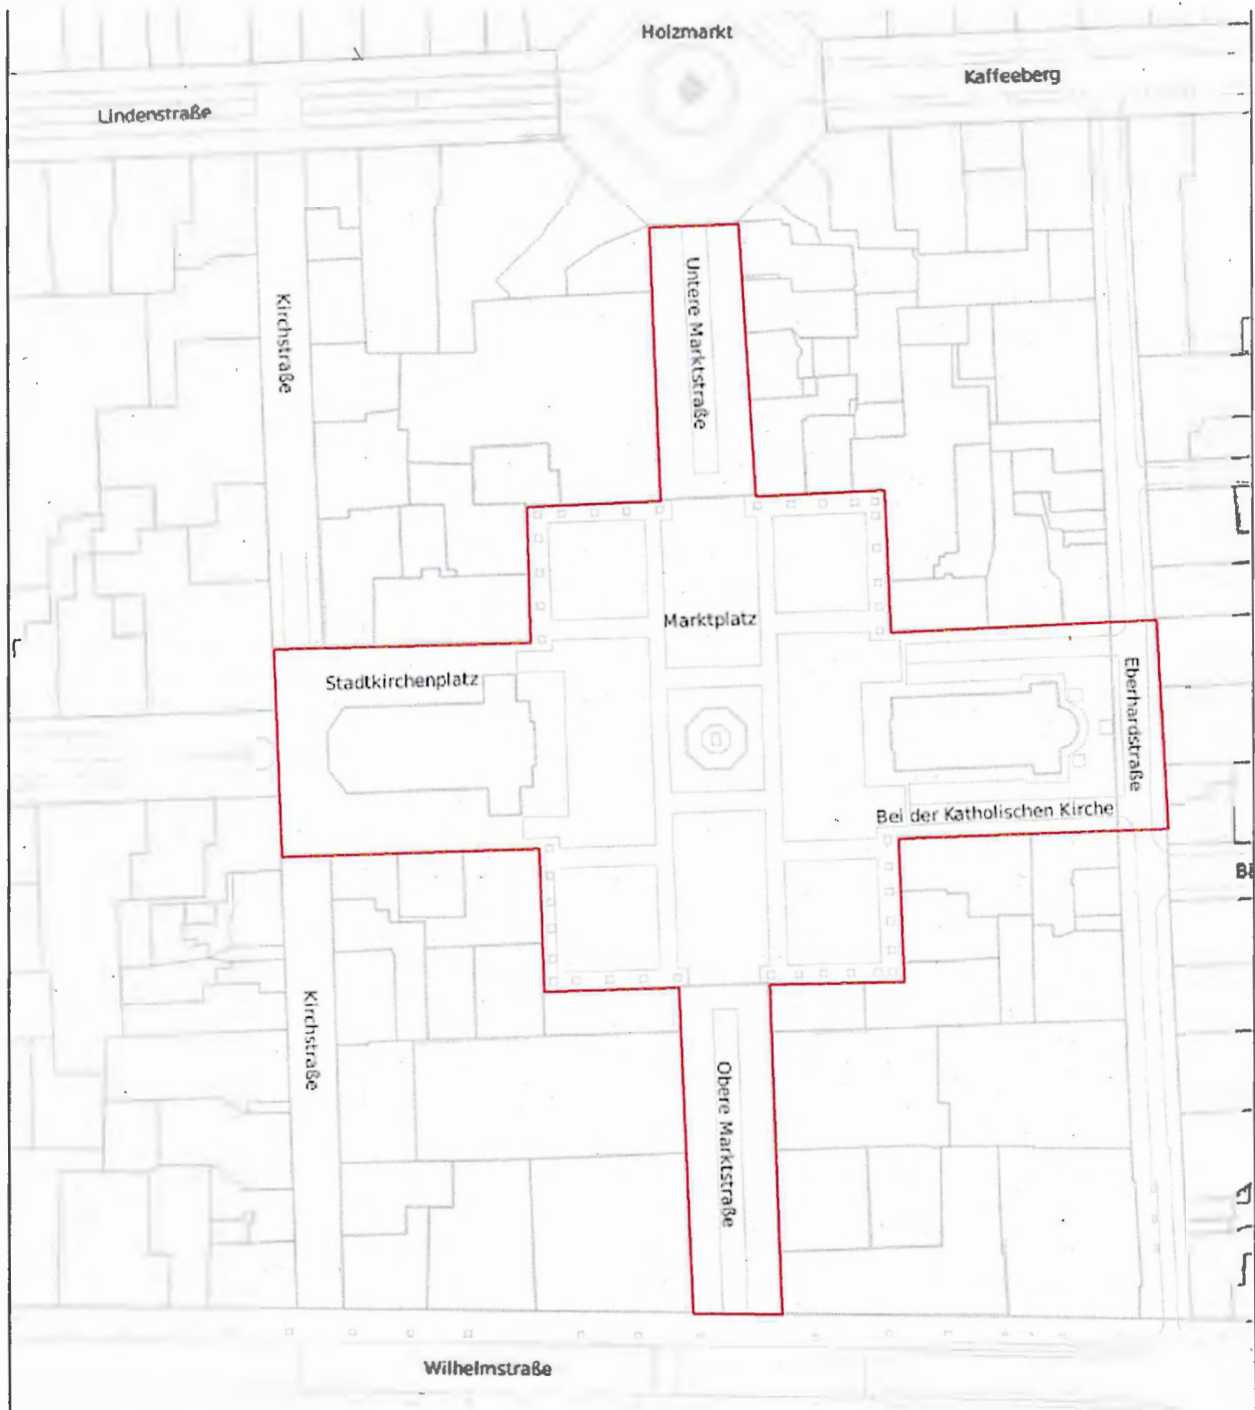 Holzmarkt
Kaffeeberg
Lindenstraße
Untere Marktstraße
Kirchstraße
Marktplatz
Stadtkirchenplatz
Eberhardstraße
Bei der Katholischen Kirche
Kirchstraße
Obere Marktstraße
Wilhelmstraße